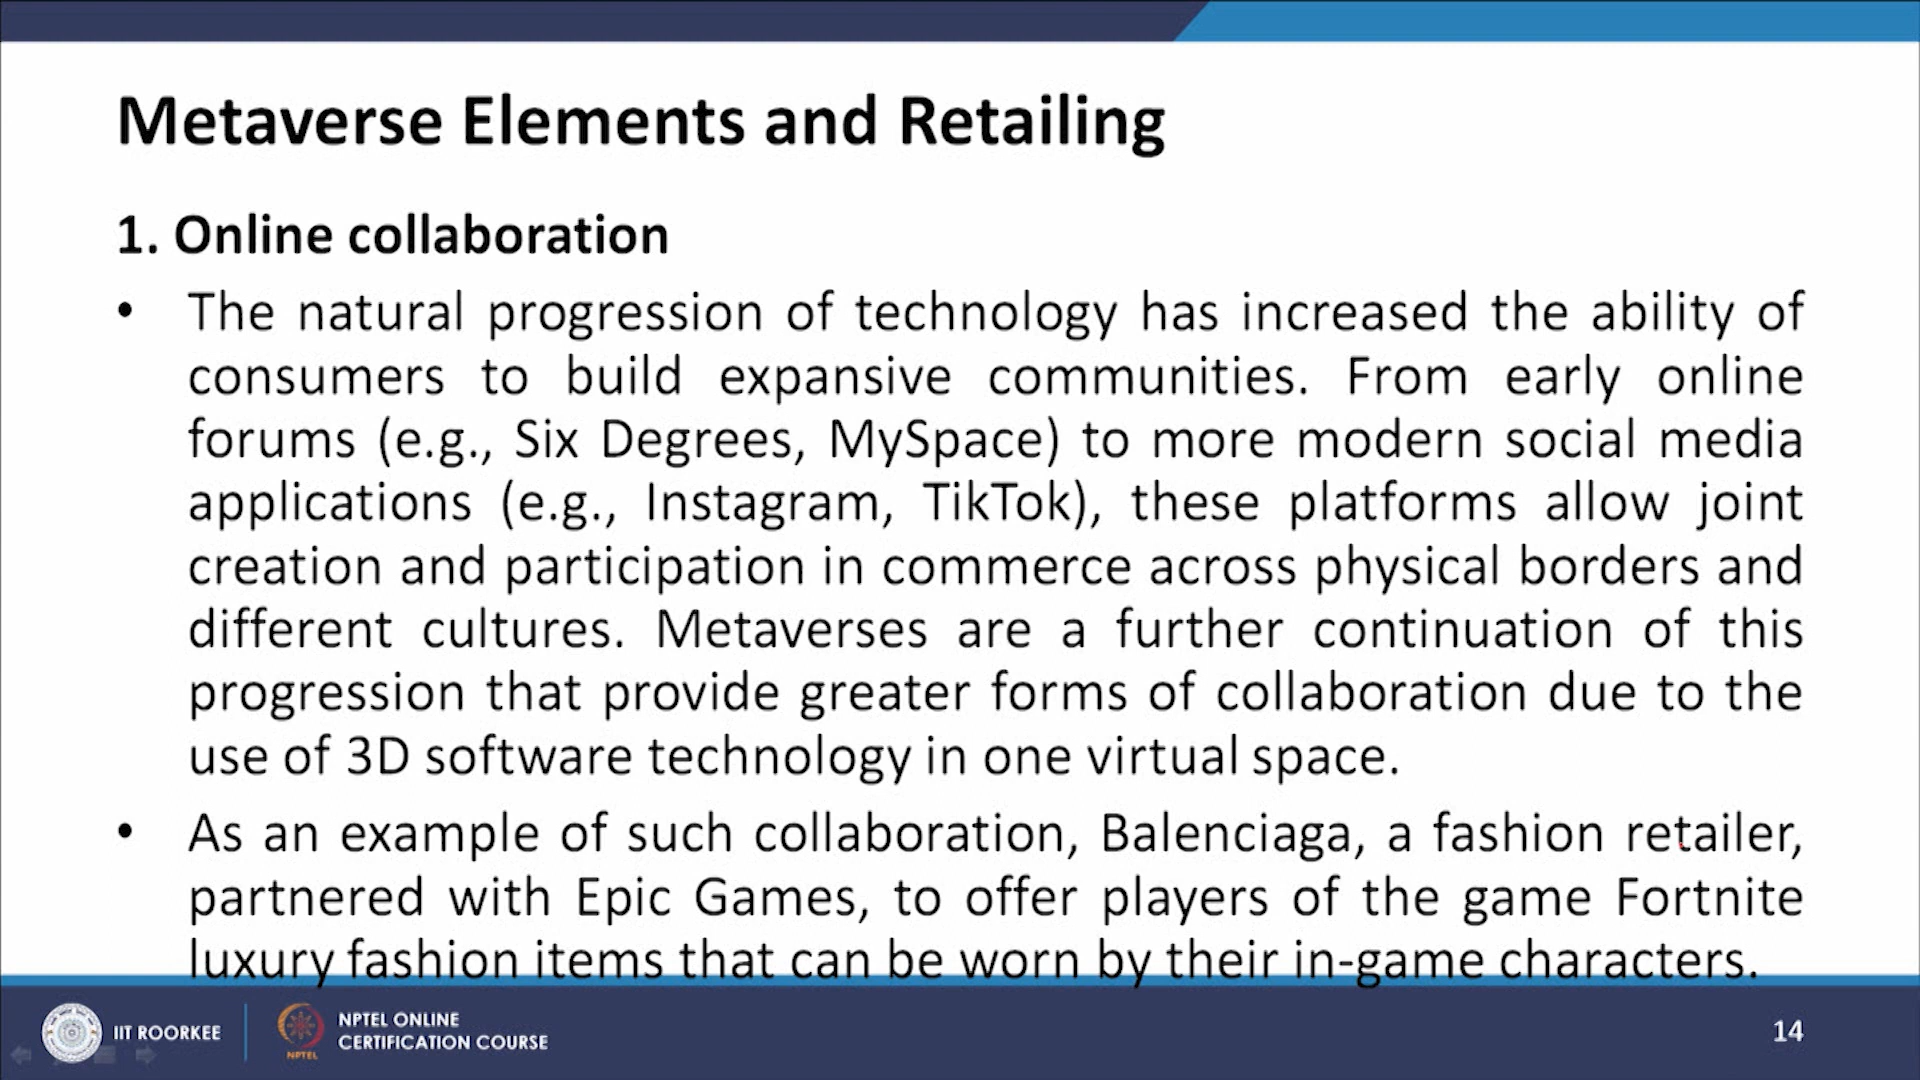 Metaverse Elements and Retailing
1. Online collaboration
• The natural progression of technology has increased the ability of
consumers to build expansive communities. From early online
forums (e.g., Six Degrees, MySpace) to more modern social media
applications (e.g., Instagram, TikTok), these platforms allow joint
creation and participation in commerce across physical borders and
different cultures. Metaverses are a further continuation of this
progression that provide greater forms of collaboration due to the
use of 3D software technology in one virtual space.
• As an example of such collaboration, Balenciaga, a fashion retailer,
partnered with Epic Games, to offer players of the game Fortnite
luxury fashion items that can be worn by their in-game characters.
IIT ROORKEE
NPTEL
NPTEL ONLINE
CERTIFICATION COURSE
14